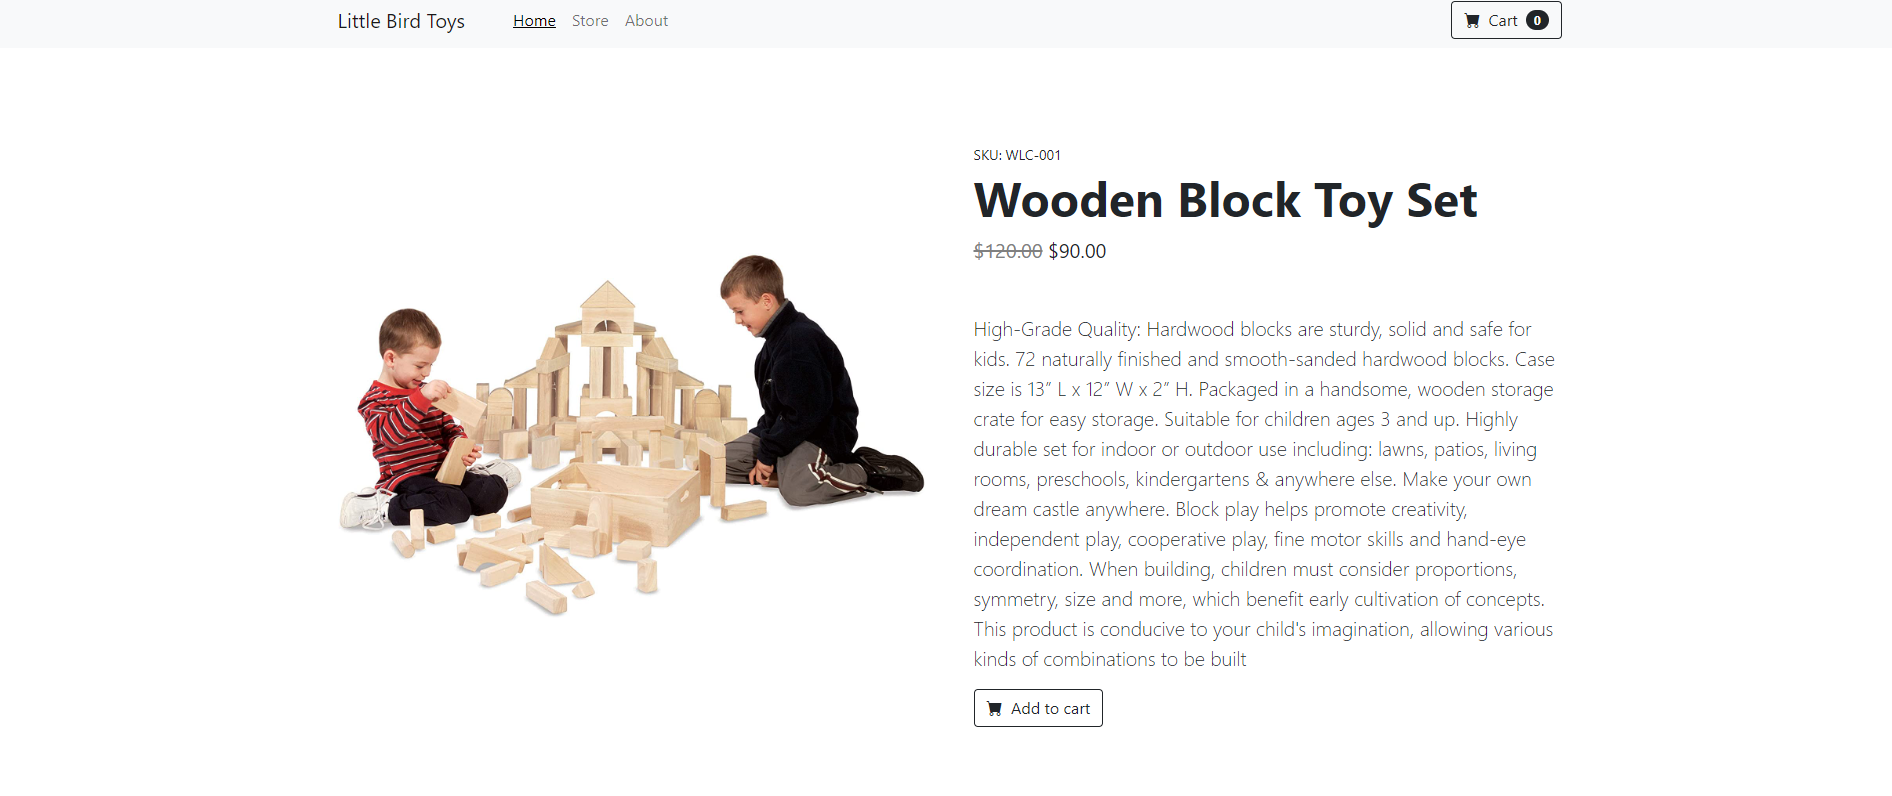 Little Bird Toys Home Store About Cart 0
SKU: WLC-001
Wooden Block Toy Set
$120.00 $90.00
High-Grade Quality: Hardwood blocks are sturdy, solid and safe for
kids. 72 naturally finished and smooth-sanded hardwood blocks. Case
size is 13” L x 12” W x 2” H. Packaged in a handsome, wooden storage
crate for easy storage. Suitable for children ages 3 and up. Highly
durable set for indoor or outdoor use including: lawns, patios, living
rooms, preschools, kindergartens & anywhere else. Make your own
dream castle anywhere. Block play helps promote creativity,
independent play, cooperative play, fine motor skills and hand-eye
coordination. When building, children must consider proportions,
symmetry, size and more, which benefit early cultivation of concepts.
This product is conducive to your child's imagination, allowing various
kinds of combinations to be built
Add to cart